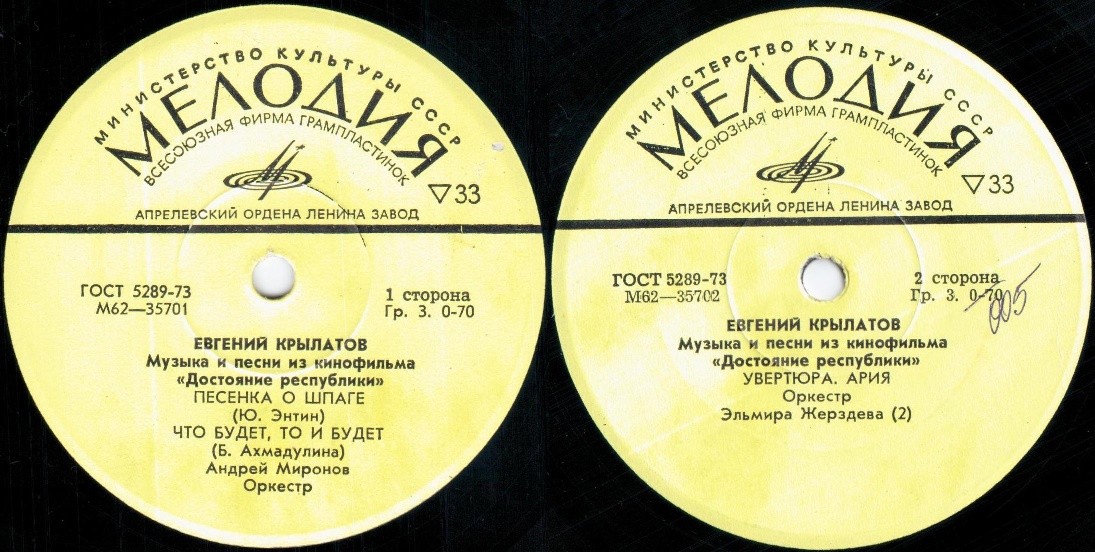 МИНИСТЕРСТВО КУЛЬТУРЫ СССР
МЕЛОДИЯ
ВСЕСОЮЗНАЯ ФИРМА ГРАМПЛАСТИНОК
▽33
АПРЕЛЕВСКИЙ ОРДЕНА ЛЕНИНА ЗАВОД
ГОСТ 5289-73
М62—35701
1 сторона
Гр. 3. 0-70
ЕВГЕНИЙ КРЫЛАТОВ
Музыка и песни из кинофильма
«Достояние республики»
ПЕСЕНКА О ШПАГЕ
(Ю. Энтин)
ЧТО БУДЕТ, ТО И БУДЕТ
(Б. Ахмадулина)
Андрей Миронов
Оркестр
МИНИСТЕРСТВО КУЛЬТУРЫ СССР
МЕЛОДИЯ
ВСЕСОЮЗНАЯ ФИРМА ГРАМПЛАСТИНОК
▽33
АПРЕЛЕВСКИЙ ОРДЕНА ЛЕНИНА ЗАВОД
ГОСТ 5289-73
М62—35702
2 сторона
Гр. 3. 0-70
ЕВГЕНИЙ КРЫЛАТОВ
Музыка и песни из кинофильма
«Достояние республики»
УВЕРТЮРА. АРИЯ
Оркестр
Эльмира Жерздева (2)